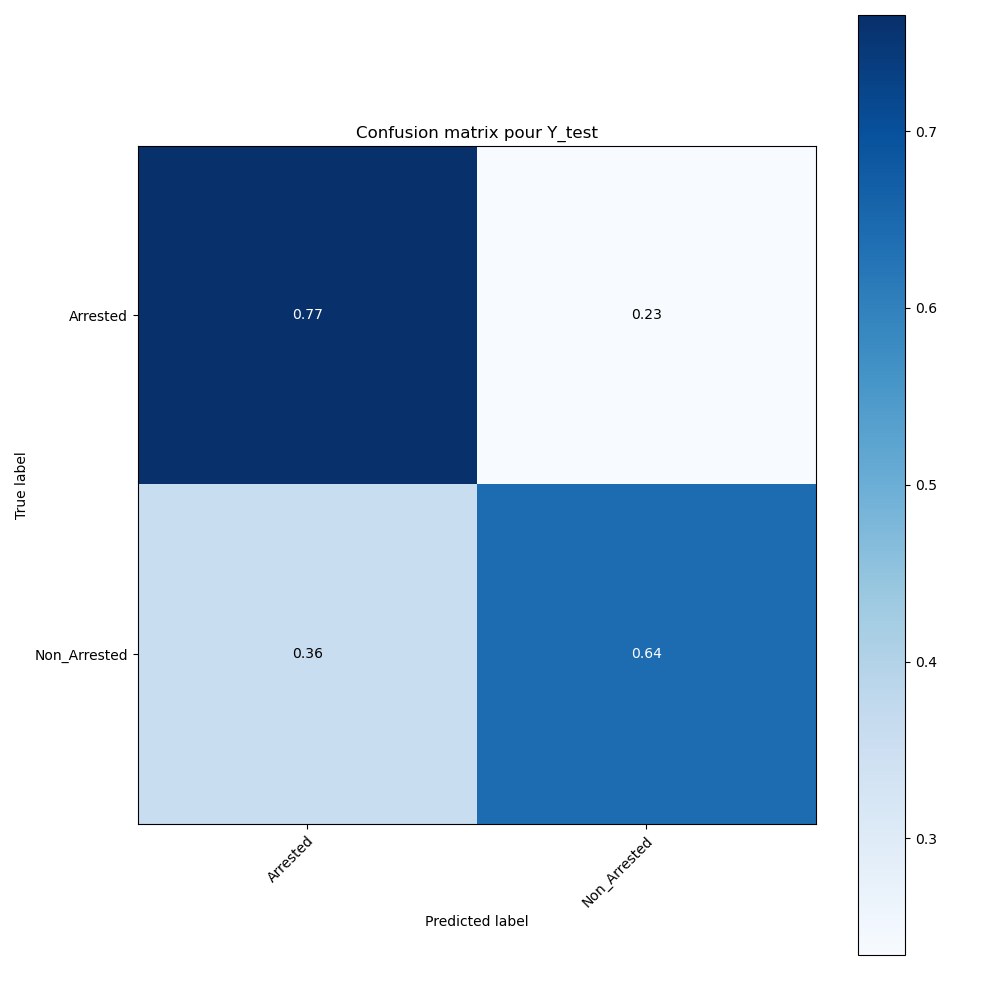 Confusion matrix pour Y_test
0.7
0.6
0.5
0.4
0.3
True label
Arrested
0.77
0.23
Non_Arrested
0.36
0.64
Arrested
Non_Arrested
Predicted label